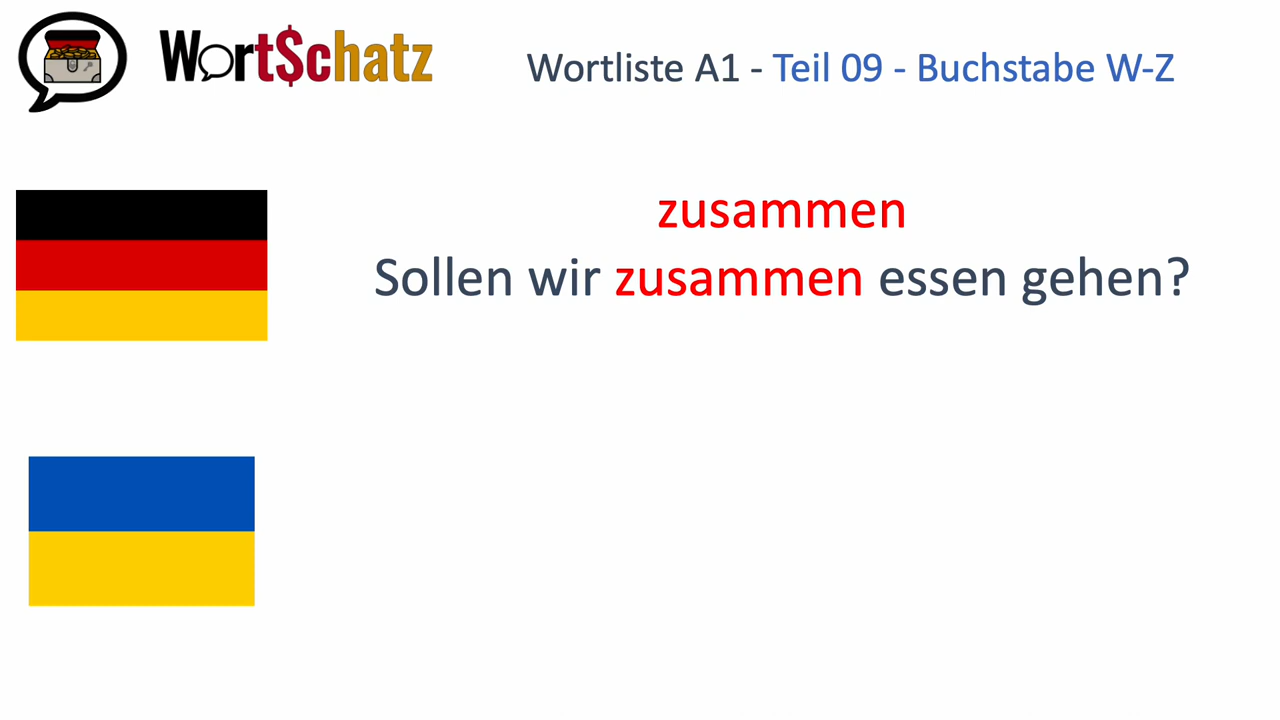 WortSchatz
Wortliste A1 - Teil 09 - Buchstabe W-Z
zusammen
Sollen wir zusammen essen gehen?